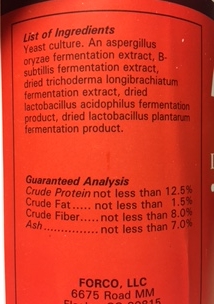 List of Ingredients
Yeast culture. An aspergillus
oryzae fermentation extract, B-
subtillis fermentation extract,
dried trichoderma longibrachiatum
fermentation extract, dried
lactobacillus acidophilus fermentation
product, dried lactobacillus plantarum
fermentation product.
Guaranteed Analysis
Crude Protein not less than 12.5%
Crude Fat..... not less than 1.5%
Crude Fiber..... not less than 8.0%
Ash............... not less than 7.0%
FORCO, LLC
6675 Road MM